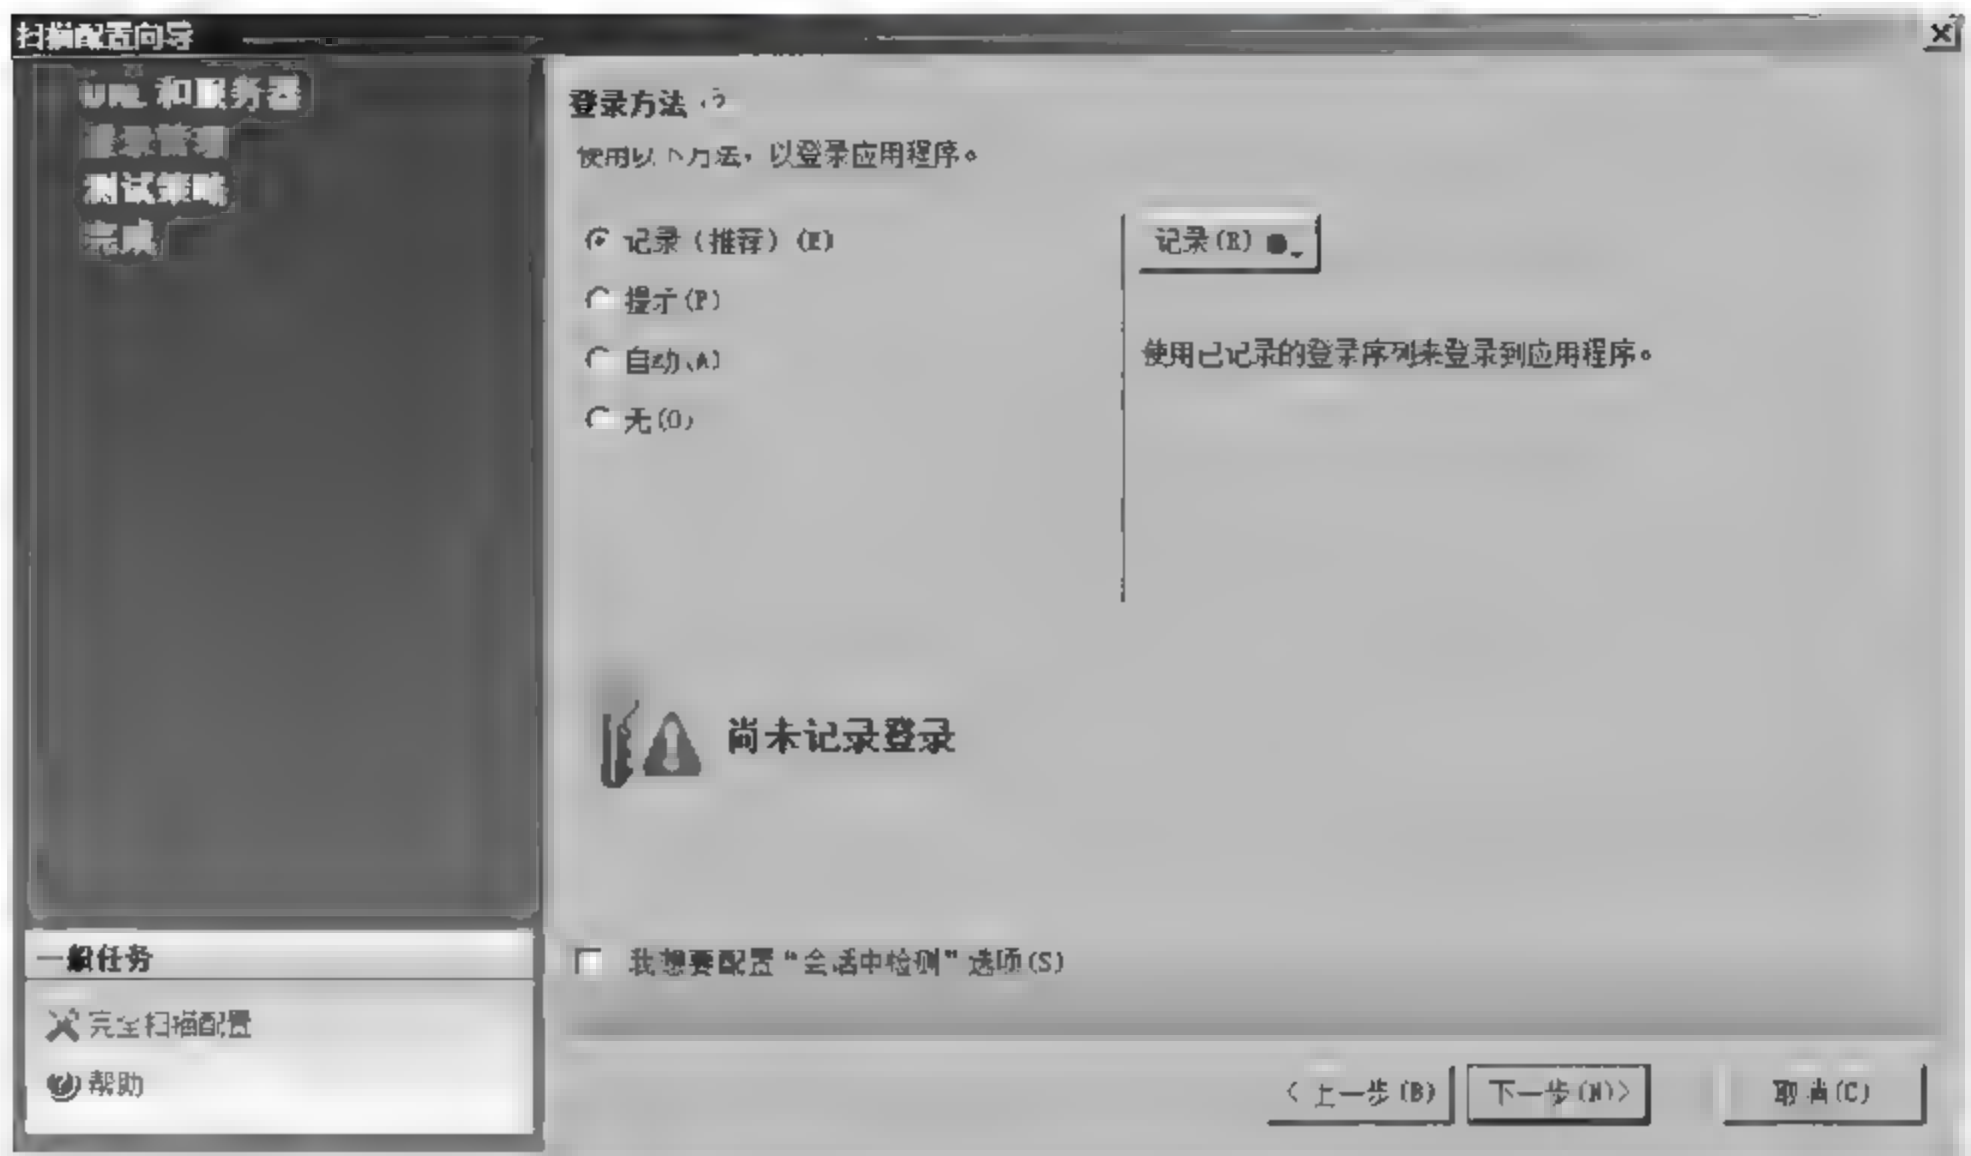 扫描配置向导
URL 和服务器
登录管理
测试策略
完成
登录方法
使用以下方法，以登录应用程序。
记录（推荐）(E)
提示(P)
自动(A)
无(O)
记录(R)
使用已记录的登录序列来登录到应用程序。
尚未记录登录
我想要配置“会话中检测”选项(S)
一般任务
完全扫描配置
帮助
< 上一步(B)
下一步(N)>
取消(C)